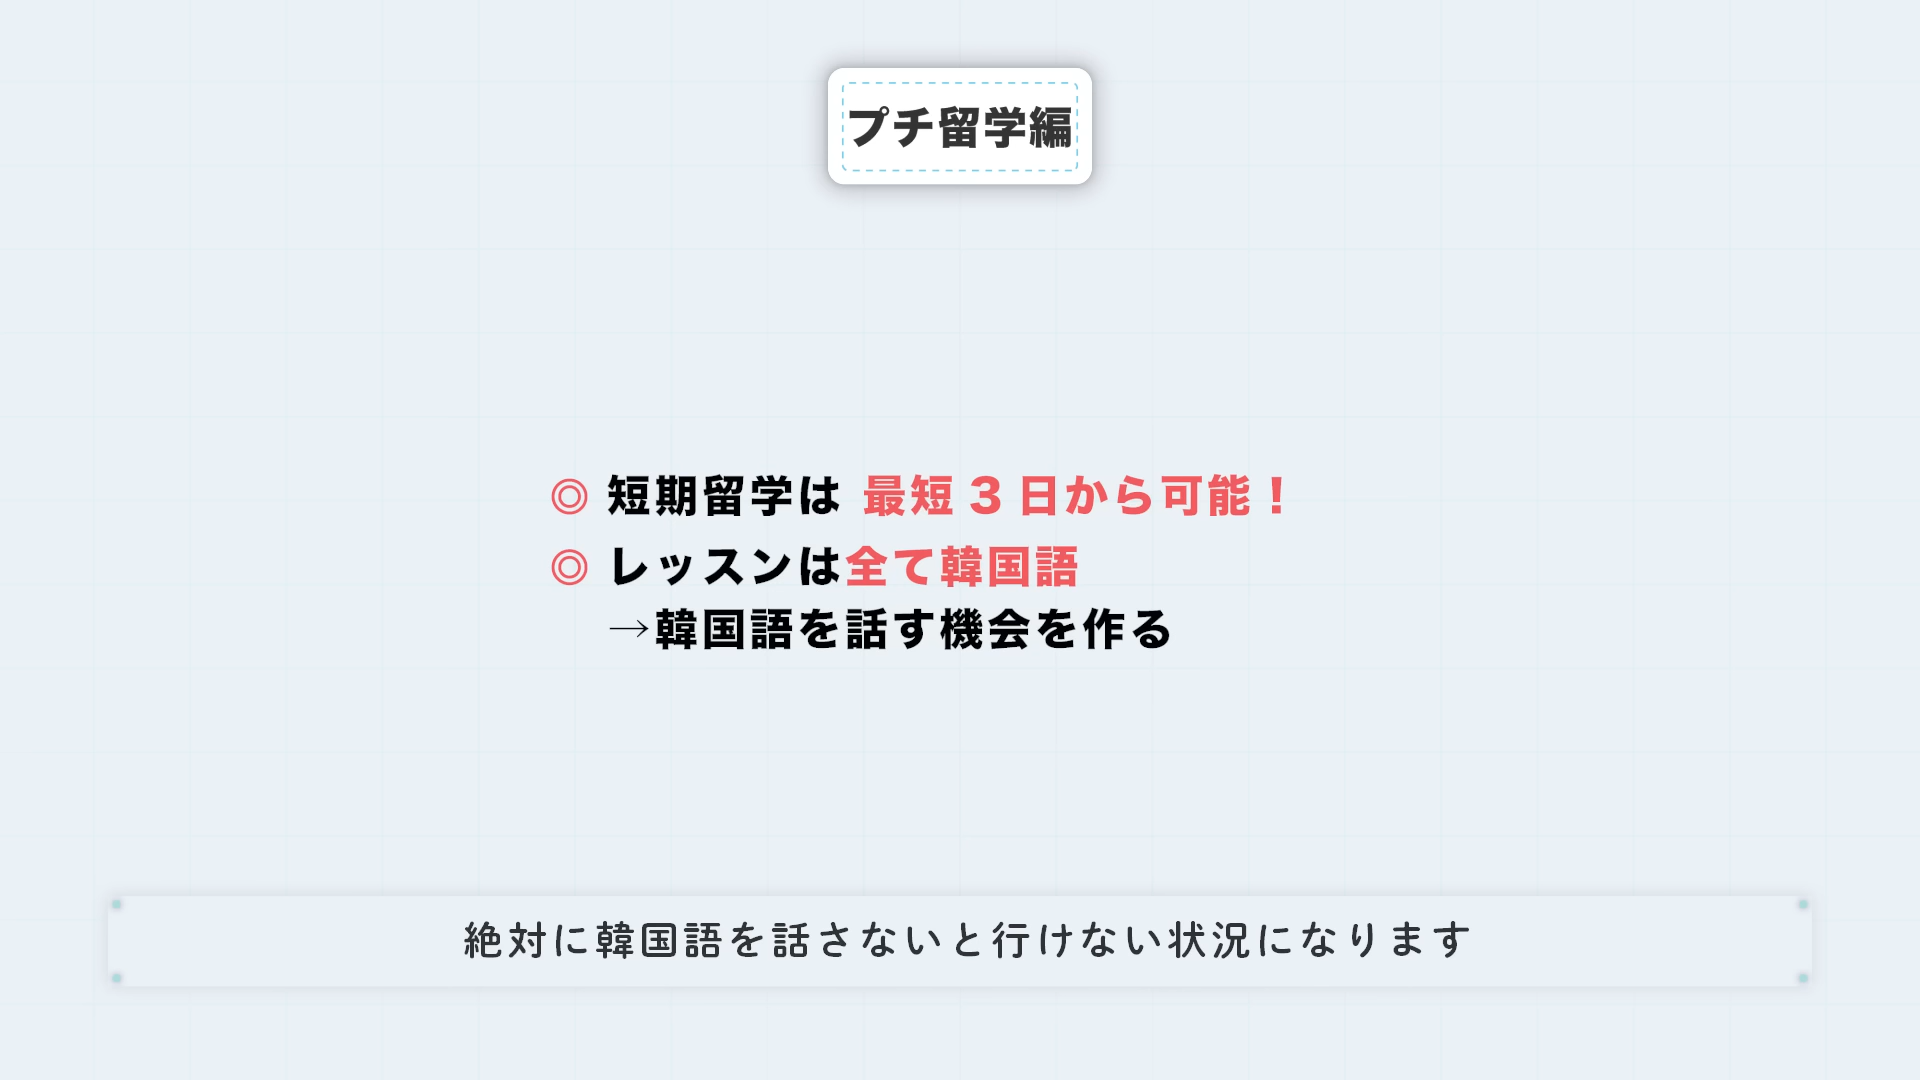 プチ留学編
◎ 短期留学は 最短3日から可能！
◎ レッスンは全て韓国語
→韓国語を話す機会を作る
絶対に韓国語を話さないと行けない状況になります